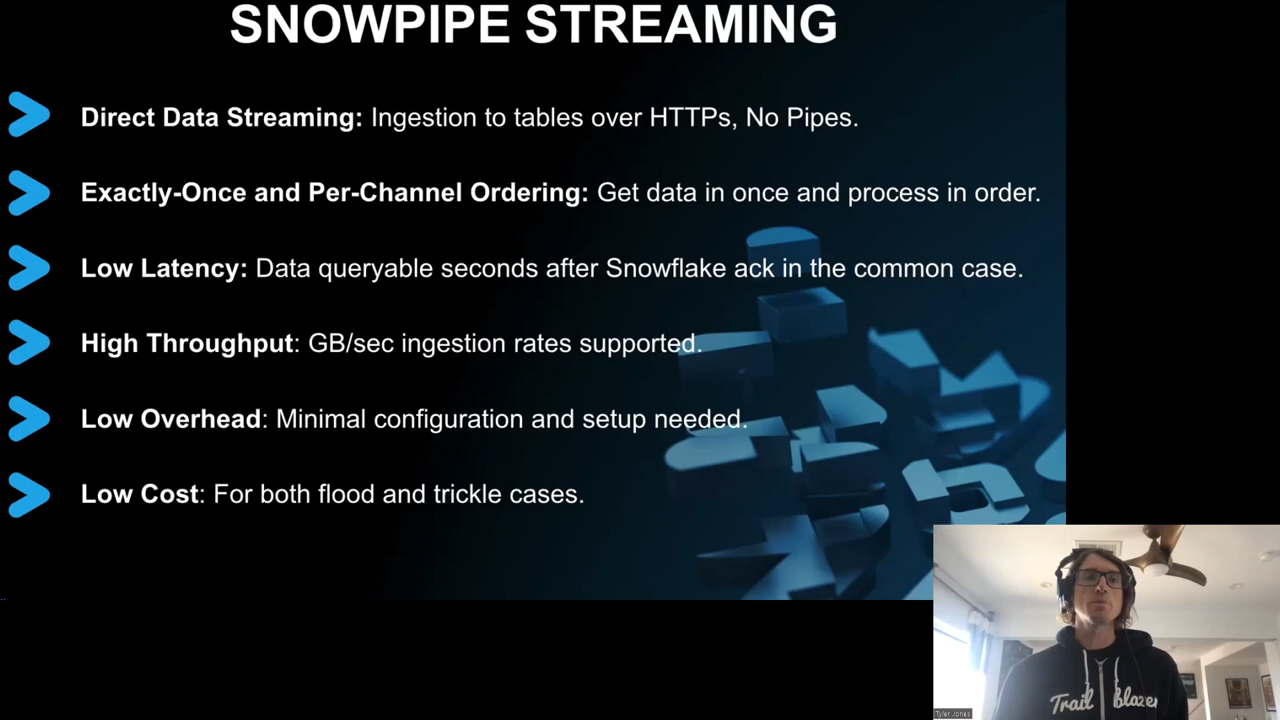 SNOWPIPE STREAMING
Direct Data Streaming: Ingestion to tables over HTTPs, No Pipes.
Exactly-Once and Per-Channel Ordering: Get data in once and process in order.
Low Latency: Data queryable seconds after Snowflake ack in the common case.
High Throughput: GB/sec ingestion rates supported.
Low Overhead: Minimal configuration and setup needed.
Low Cost: For both flood and trickle cases.
Trail Blazer
Tyler Jones